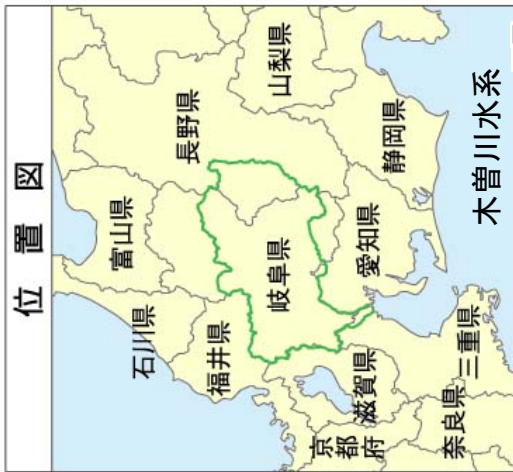 位置図
富山県
石川県
長野県
福井県
山梨県
岐阜県
滋賀県
愛知県
静岡県
京都府
三重県
奈良県
木曽川水系